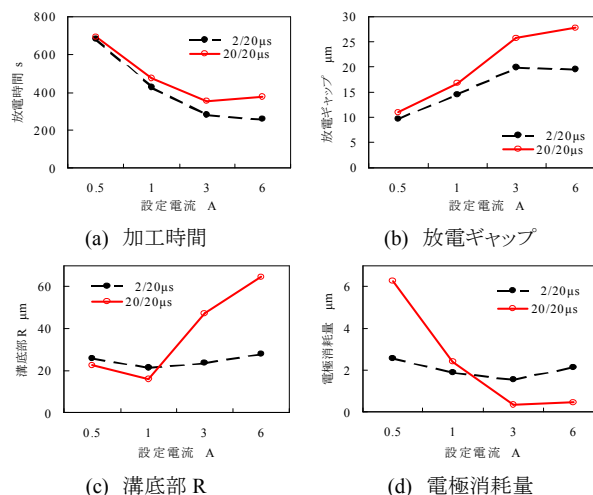 800
600
400
200
0
放電時間 s
2/20μs
20/20μs
0.5 1 3 6
設定電流 A
(a) 加工時間
30
25
20
15
10
5
0
放電ギャップ μm
2/20μs
20/20μs
0.5 1 3 6
設定電流 A
(b) 放電ギャップ
60
40
20
0
溝底部 R μm
2/20μs
20/20μs
0.5 1 3 6
設定電流 A
(c) 溝底部 R
6
4
2
0
電極消耗量 μm
2/20μs
20/20μs
0.5 1 3 6
設定電流 A
(d) 電極消耗量